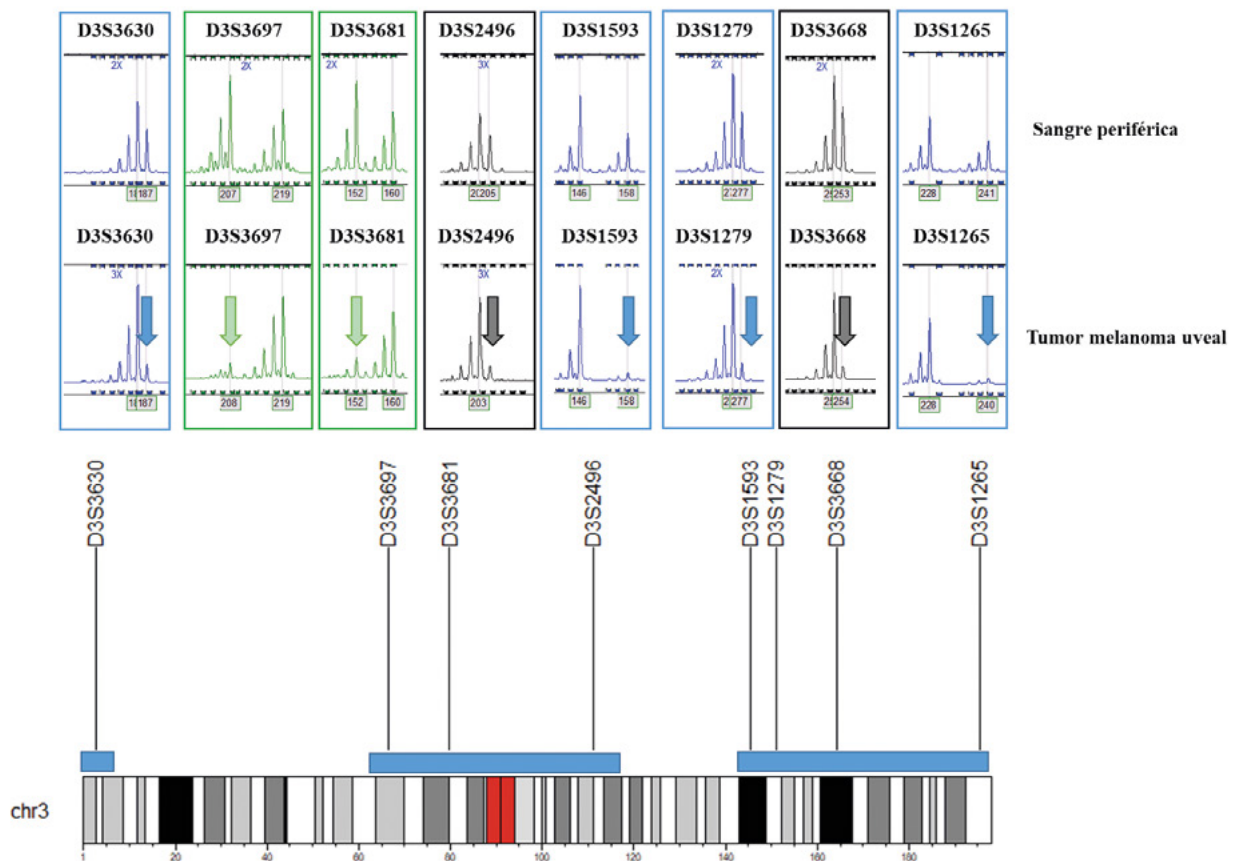 D3S3630 D3S3697 D3S3681 D3S2496 D3S1593 D3S1279 D3S3668 D3S1265
2X 2X 2X 3X 2X 2X
Sangre periférica
187 207 219 152 160 205 146 158 277 253 228 241
D3S3630 D3S3697 D3S3681 D3S2496 D3S1593 D3S1279 D3S3668 D3S1265
3X 3X 2X
Tumor melanoma uveal
187 208 219 152 160 203 146 158 277 254 228 240
D3S3630 D3S3697 D3S3681 D3S2496 D3S1593 D3S1279 D3S3668 D3S1265
chr3
1 20 40 60 80 100 120 140 160 180